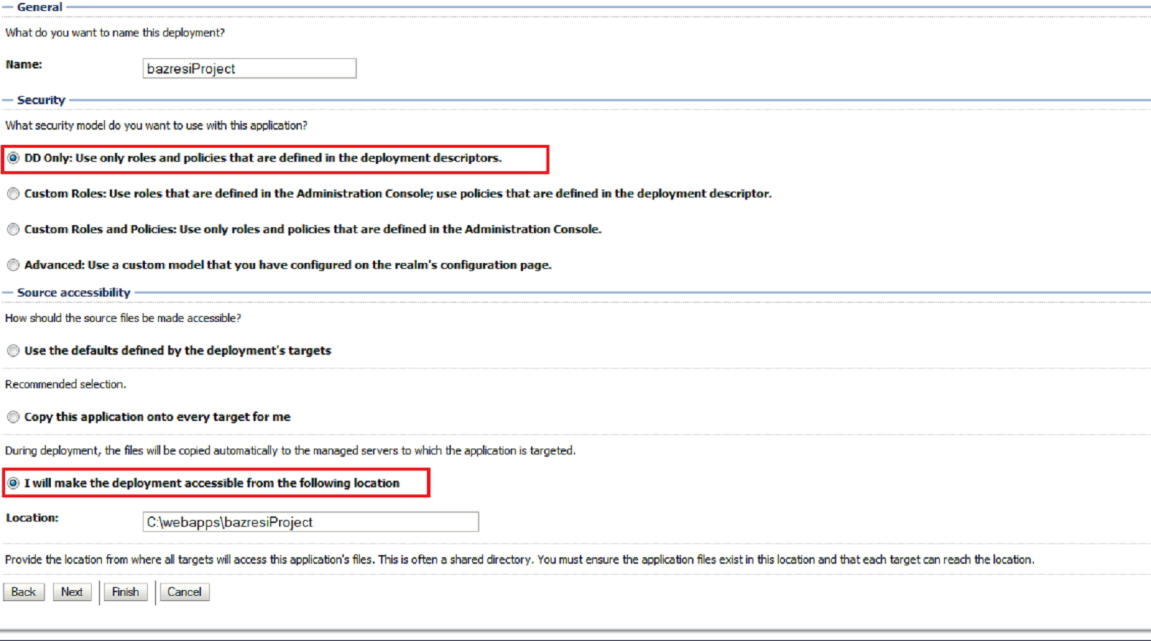 General
What do you want to name this deployment?
Name: bazresiProject
Security
What security model do you want to use with this application?
DD Only: Use only roles and policies that are defined in the deployment descriptors.
Custom Roles: Use roles that are defined in the Administration Console; use policies that are defined in the deployment descriptor.
Custom Roles and Policies: Use only roles and policies that are defined in the Administration Console.
Advanced: Use a custom model that you have configured on the realm's configuration page.
Source accessibility
How should the source files be made accessible?
Use the defaults defined by the deployment's targets
Recommended selection.
Copy this application onto every target for me
During deployment, the files will be copied automatically to the managed servers to which the application is targeted.
I will make the deployment accessible from the following location
Location: C:\webapps\bazresiProject
Provide the location from where all targets will access this application's files. This is often a shared directory. You must ensure the application files exist in this location and that each target can reach the location.
Back Next Finish Cancel